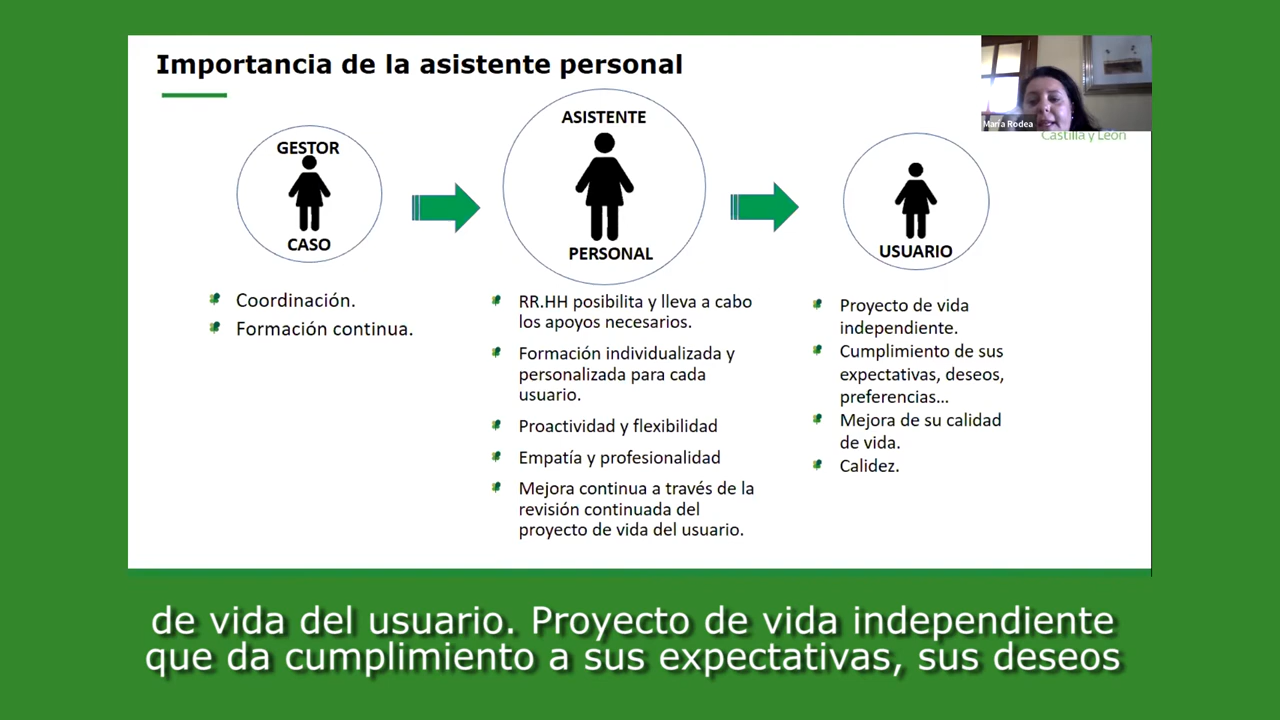 Importancia de la asistente personal
María Rodea
Castilla y León
GESTOR
CASO
Coordinación.
Formación continua.
ASISTENTE
PERSONAL
RR.HH posibilita y lleva a cabo
los apoyos necesarios.
Formación individualizada y
personalizada para cada
usuario.
Proactividad y flexibilidad
Empatía y profesionalidad
Mejora continua a través de la
revisión continuada del
proyecto de vida del usuario.
USUARIO
Proyecto de vida
independiente.
Cumplimiento de sus
expectativas, deseos,
preferencias...
Mejora de su calidad
de vida.
Calidez.
de vida del usuario. Proyecto de vida independiente
que da cumplimiento a sus expectativas, sus deseos